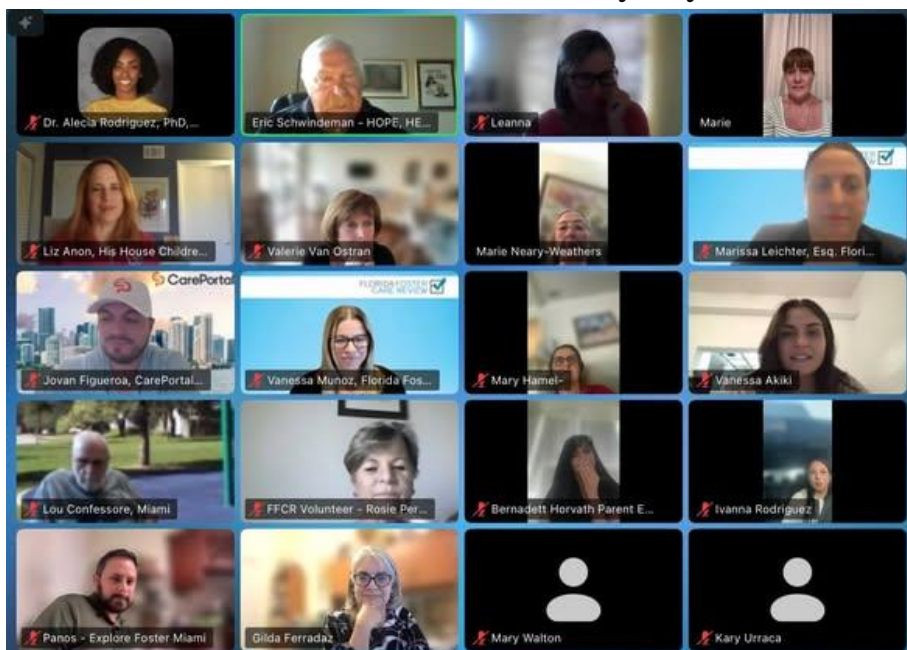 Dr. Alecia Rodriguez, PhD,...
Eric Schwindeman - HOPE, HE...
Leanna
Marie
Liz Anon, His House Childre...
Valerie Van Ostran
Marie Neary-Weathers
Marissa Leichter, Esq. Flori...
CarePortal
Jovan Figueroa, CarePortal...
FLORIDA FOSTER
CARE REVIEW
Vanessa Munoz, Florida Fos...
Mary Hamel-
Vanessa Akiki
Lou Confessore, Miami
FFCR Volunteer - Rosie Per...
Bernadett Horvath Parent E...
Ivanna Rodriguez
Panos - Explore Foster Miami
Gilda Ferradaz
Mary Walton
Kary Urraca